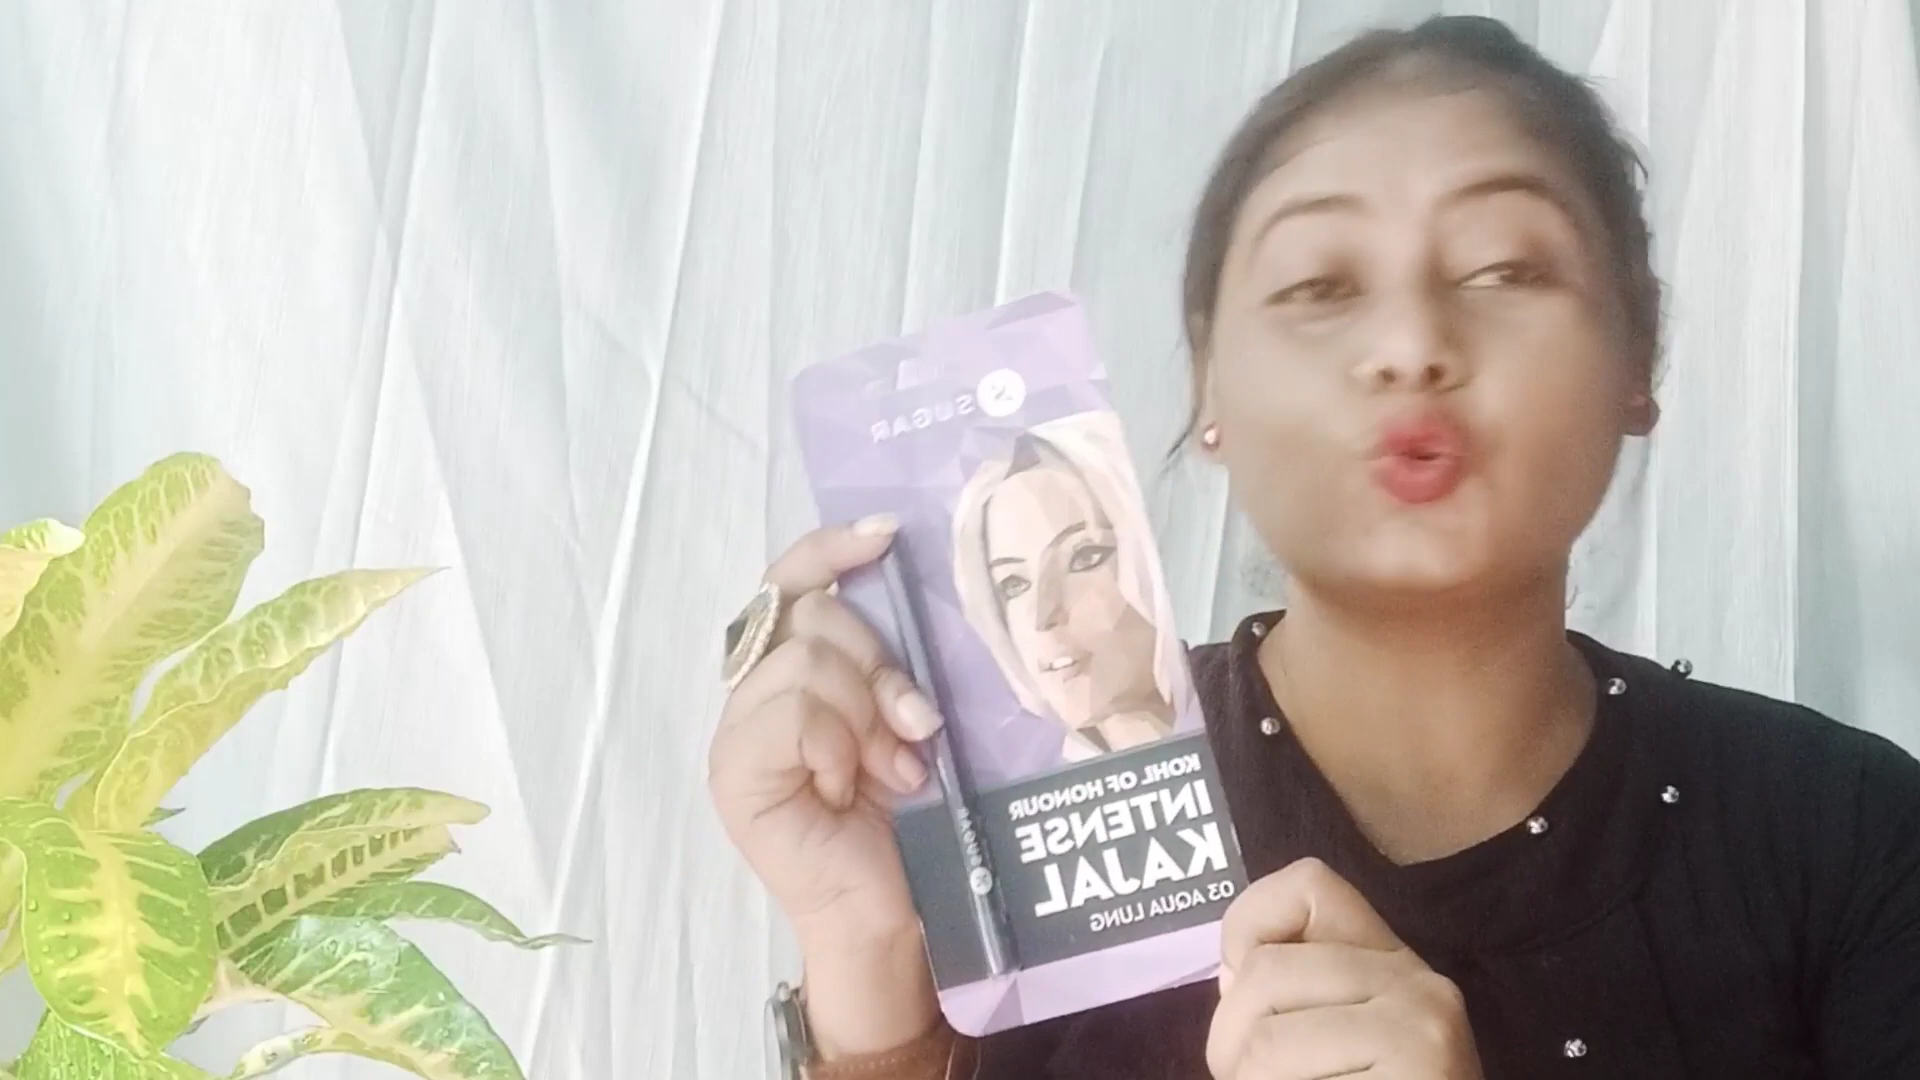 SUGAR
KOHL OF HONOUR
INTENSE
KAJAL
03 AQUA LUNG
SUGAR